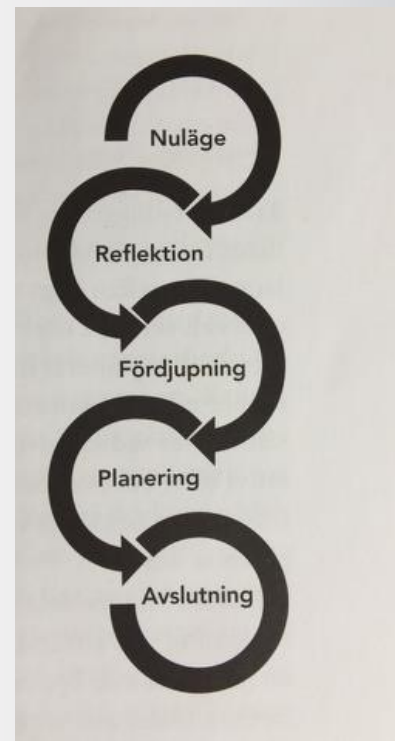 Nuläge
Reflektion
Fördjupning
Planering
Avslutning